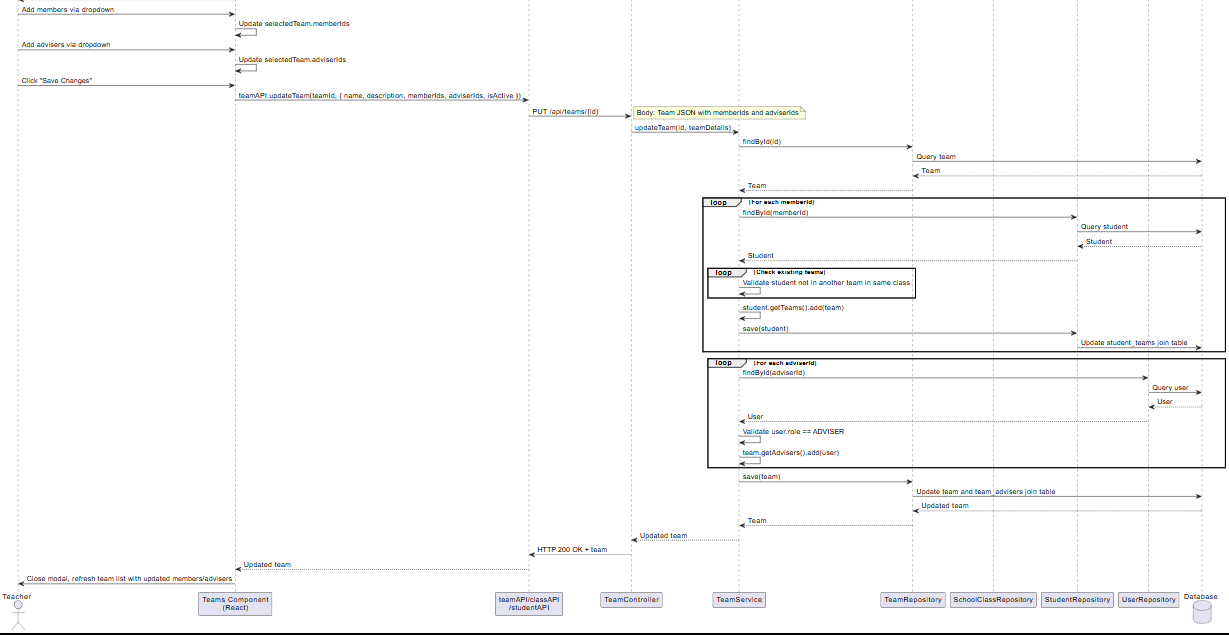 Add members via dropdown
Update selectedTeam.memberIds
Add advisers via dropdown
Update selectedTeam.adviserIds
Click "Save Changes"
teamAPI.updateTeam(teamId, { name, description, memberIds, adviserIds, isActive })
PUT /api/teams/{id}
Body: Team JSON with memberIds and adviserIds
updateTeam(id, teamDetails)
findById(id)
Query team
Team
Team
loop [For each memberId]
findById(memberId)
Query student
Student
Student
loop [Check existing teams]
Validate student not in another team in same class
student.getTeams().add(team)
save(student)
Update student_teams join table
loop [For each adviserId]
findById(adviserId)
Query user
User
User
Validate user.role == ADVISER
team.getAdvisers().add(user)
save(team)
Update team and team_advisers join table
Updated team
Team
Updated team
HTTP 200 OK + team
Updated team
Close modal, refresh team list with updated members/advisers
Teacher
Teams Component
(React)
teamAPI/classAPI
/studentAPI
TeamController
TeamService
TeamRepository
SchoolClassRepository
StudentRepository
UserRepository
Database